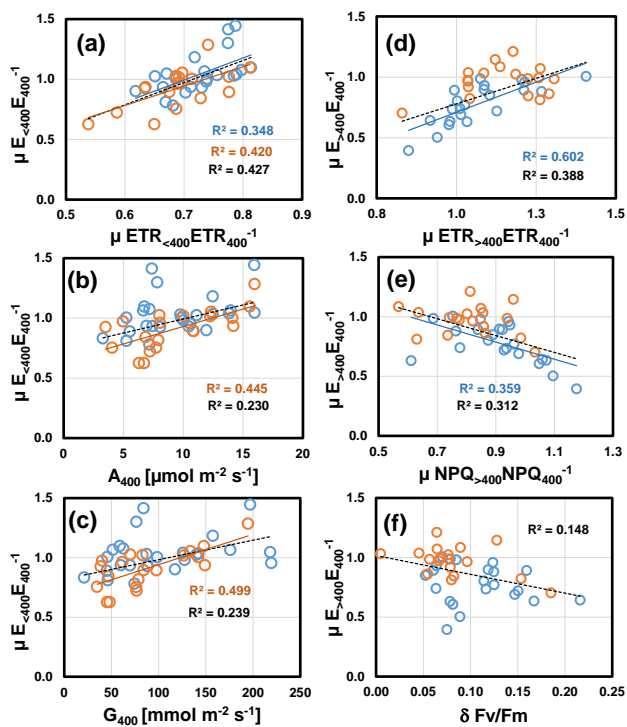 (a)
μ E<400E400⁻¹
1.5
1.0
0.5
0.0
R² = 0.348
R² = 0.420
R² = 0.427
0.5 0.6 0.7 0.8 0.9
μ ETR<400ETR400⁻¹
(b)
μ E<400E400⁻¹
1.5
1.0
0.5
0.0
R² = 0.445
R² = 0.230
0 5 10 15 20
A400 [μmol m⁻² s⁻¹]
(c)
μ E<400E400⁻¹
1.5
1.0
0.5
0.0
R² = 0.499
R² = 0.239
0 50 100 150 200 250
G400 [mmol m⁻² s⁻¹]
(d)
μ E>400E400⁻¹
1.5
1.0
0.5
0.0
R² = 0.602
R² = 0.388
0.8 1.0 1.3 1.5
μ ETR>400ETR400⁻¹
(e)
μ E>400E400⁻¹
1.5
1.0
0.5
0.0
R² = 0.359
R² = 0.312
0.5 0.7 0.9 1.1 1.3
μ NPQ>400NPQ400⁻¹
(f)
μ E>400E400⁻¹
1.5
1.0
0.5
0.0
R² = 0.148
0.00 0.05 0.10 0.15 0.20 0.25
δ Fv/Fm